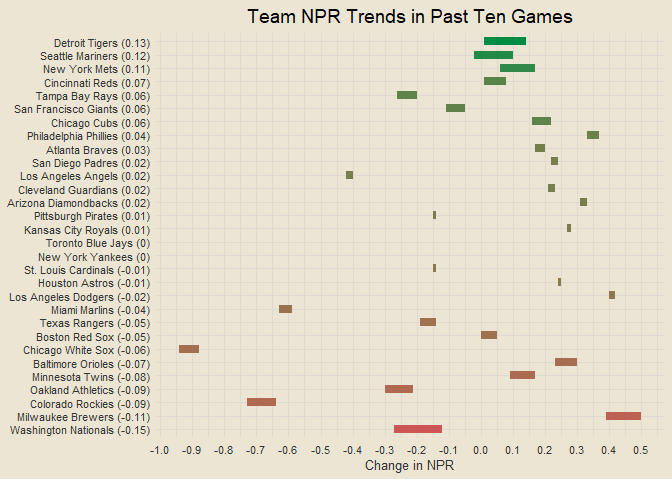 Team NPR Trends in Past Ten Games
Detroit Tigers (0.13)
Seattle Mariners (0.12)
New York Mets (0.11)
Cincinnati Reds (0.07)
Tampa Bay Rays (0.06)
San Francisco Giants (0.06)
Chicago Cubs (0.06)
Philadelphia Phillies (0.04)
Atlanta Braves (0.03)
San Diego Padres (0.02)
Los Angeles Angels (0.02)
Cleveland Guardians (0.02)
Arizona Diamondbacks (0.02)
Pittsburgh Pirates (0.01)
Kansas City Royals (0.01)
Toronto Blue Jays (0)
New York Yankees (0)
St. Louis Cardinals (-0.01)
Houston Astros (-0.01)
Los Angeles Dodgers (-0.02)
Miami Marlins (-0.04)
Texas Rangers (-0.05)
Boston Red Sox (-0.05)
Chicago White Sox (-0.06)
Baltimore Orioles (-0.07)
Minnesota Twins (-0.08)
Oakland Athletics (-0.09)
Colorado Rockies (-0.09)
Milwaukee Brewers (-0.11)
Washington Nationals (-0.15)
-1.0 -0.9 -0.8 -0.7 -0.6 -0.5 -0.4 -0.3 -0.2 -0.1 0.0 0.1 0.2 0.3 0.4 0.5
Change in NPR